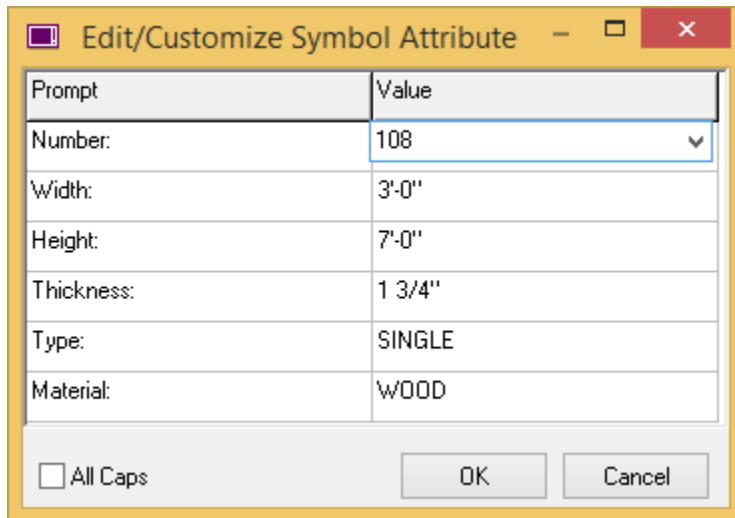 Edit/Customize Symbol Attribute
Prompt Value
Number: 108
Width: 3'-0"
Height: 7'-0"
Thickness: 1 3/4"
Type: SINGLE
Material: WOOD
All Caps OK Cancel